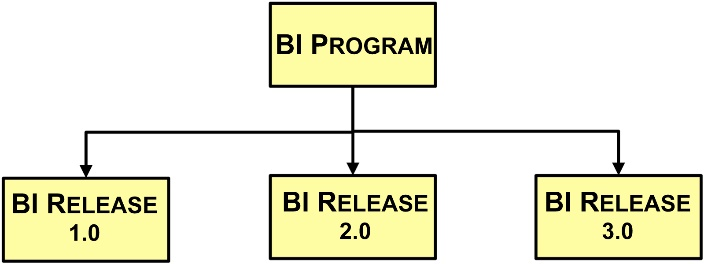 BI PROGRAM
BI RELEASE
1.0
BI RELEASE
2.0
BI RELEASE
3.0